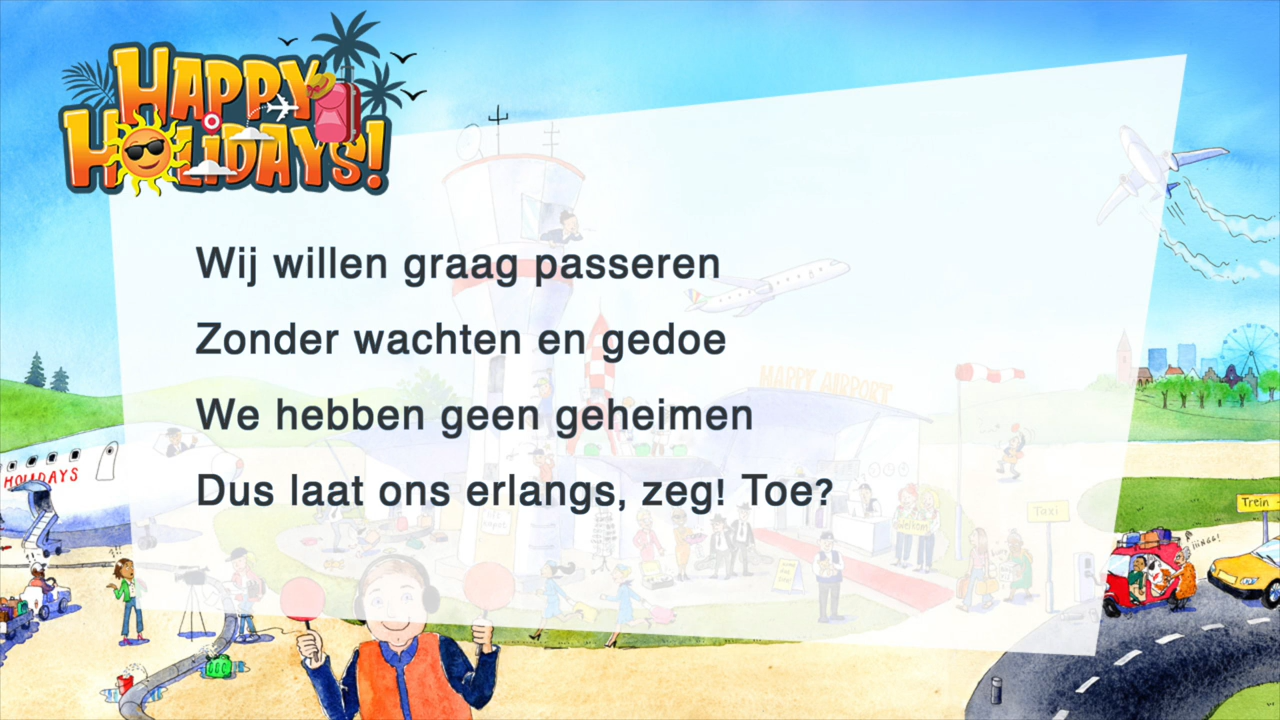 HAPPY
HOLIDAYS!
Wij willen graag passeren
Zonder wachten en gedoe
HAPPY AIRPORT
We hebben geen geheimen
HOLIDAYS
Dus laat ons erlangs, zeg! Toe?
Taxi
Trein